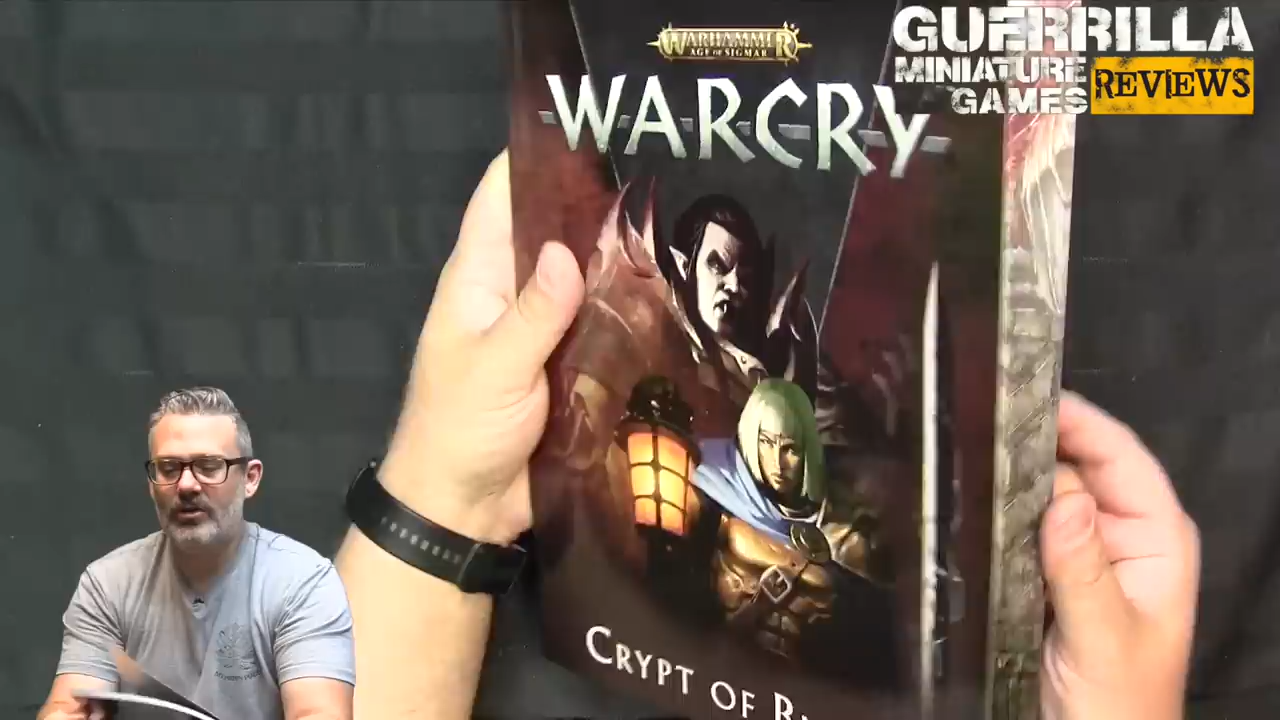 GUERRILLA
MINIATURE
GAMES
REVIEWS
WARHAMMER
AGE OF SIGMAR
WARCRY
CRYPT OF